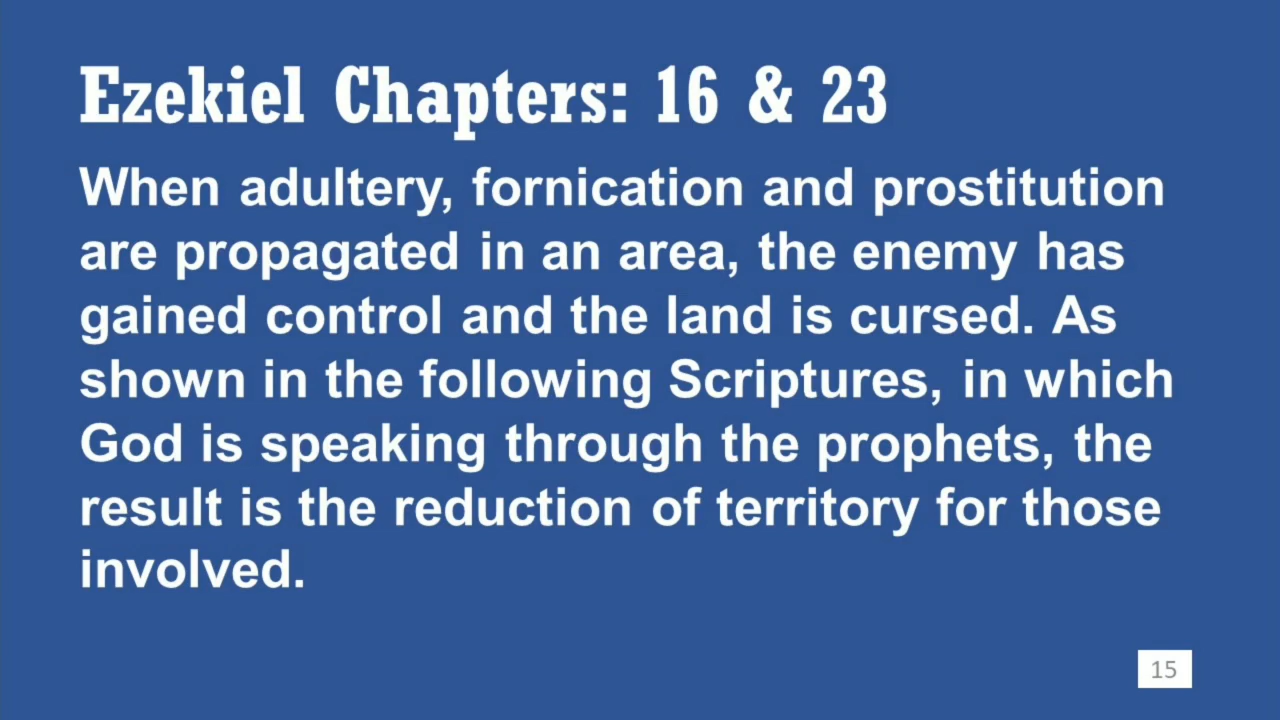 Ezekiel Chapters: 16 & 23
When adultery, fornication and prostitution
are propagated in an area, the enemy has
gained control and the land is cursed. As
shown in the following Scriptures, in which
God is speaking through the prophets, the
result is the reduction of territory for those
involved.
15